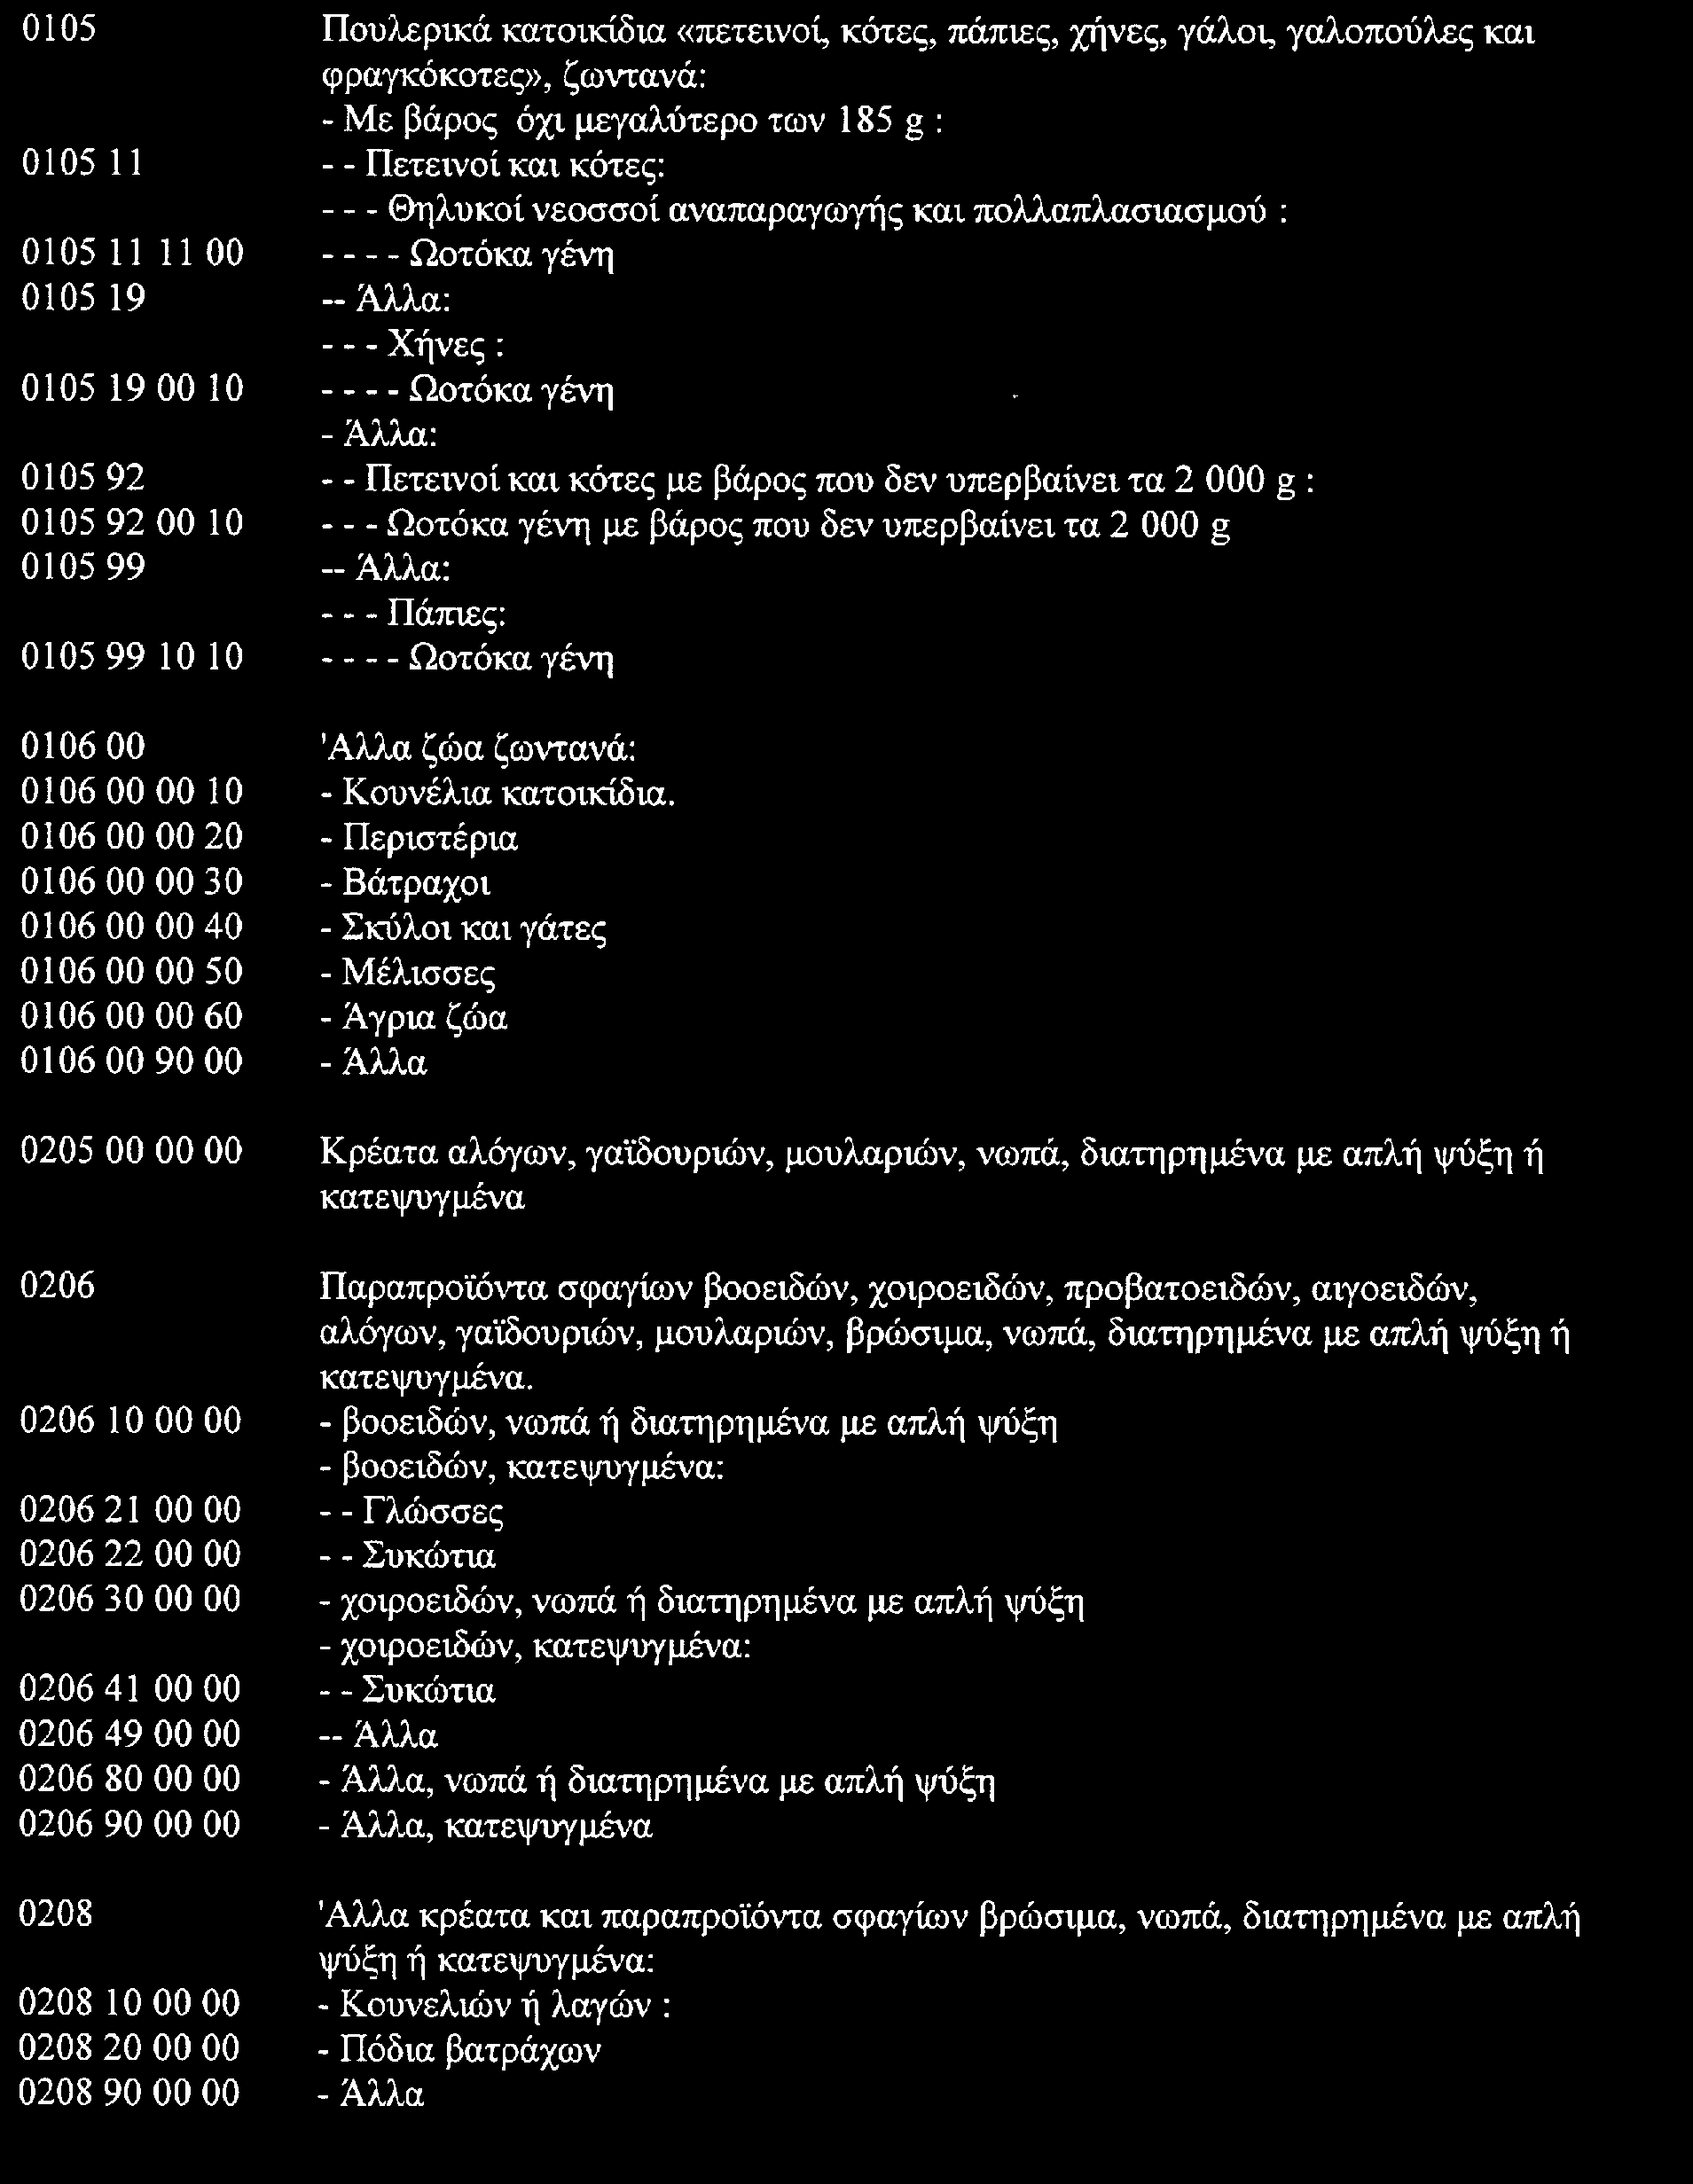 0105 Πουλερικά κατοικίδια «πετεινοί, κότες, πάπιες, χήνες, γάλοι, γαλοπούλες και
φραγκόκοτες», ζωντανά:
- Με βάρος όχι μεγαλύτερο των 185 g :
0105 11 - - Πετεινοί και κότες:
- - - Θηλυκοί νεοσσοί αναπαραγωγής και πολλαπλασιασμού :
0105 11 11 00 - - - - Ωοτόκα γένη
0105 19 -- Άλλα:
- - - Χήνες :
0105 19 00 10 - - - - Ωοτόκα γένη
- Άλλα:
0105 92 - - Πετεινοί και κότες με βάρος που δεν υπερβαίνει τα 2 000 g :
0105 92 00 10 - - - Ωοτόκα γένη με βάρος που δεν υπερβαίνει τα 2 000 g
0105 99 -- Άλλα:
- - - Πάπιες:
0105 99 10 10 - - - - Ωοτόκα γένη
0106 00 'Αλλα ζώα ζωντανά:
0106 00 00 10 - Κουνέλια κατοικίδια.
0106 00 00 20 - Περιστέρια
0106 00 00 30 - Βάτραχοι
0106 00 00 40 - Σκύλοι και γάτες
0106 00 00 50 - Μέλισσες
0106 00 00 60 - Άγρια ζώα
0106 00 90 00 - Άλλα
0205 00 00 00 Κρέατα αλόγων, γαϊδουριών, μουλαριών, νωπά, διατηρημένα με απλή ψύξη ή
κατεψυγμένα
0206 Παραπροϊόντα σφαγίων βοοειδών, χοιροειδών, προβατοειδών, αιγοειδών,
αλόγων, γαϊδουριών, μουλαριών, βρώσιμα, νωπά, διατηρημένα με απλή ψύξη ή
κατεψυγμένα.
0206 10 00 00 - βοοειδών, νωπά ή διατηρημένα με απλή ψύξη
- βοοειδών, κατεψυγμένα:
0206 21 00 00 - - Γλώσσες
0206 22 00 00 - - Συκώτια
0206 30 00 00 - χοιροειδών, νωπά ή διατηρημένα με απλή ψύξη
- χοιροειδών, κατεψυγμένα:
0206 41 00 00 - - Συκώτια
0206 49 00 00 -- Άλλα
0206 80 00 00 - Άλλα, νωπά ή διατηρημένα με απλή ψύξη
0206 90 00 00 - Άλλα, κατεψυγμένα
0208 'Αλλα κρέατα και παραπροϊόντα σφαγίων βρώσιμα, νωπά, διατηρημένα με απλή
ψύξη ή κατεψυγμένα:
0208 10 00 00 - Κουνελιών ή λαγών :
0208 20 00 00 - Πόδια βατράχων
0208 90 00 00 - Άλλα